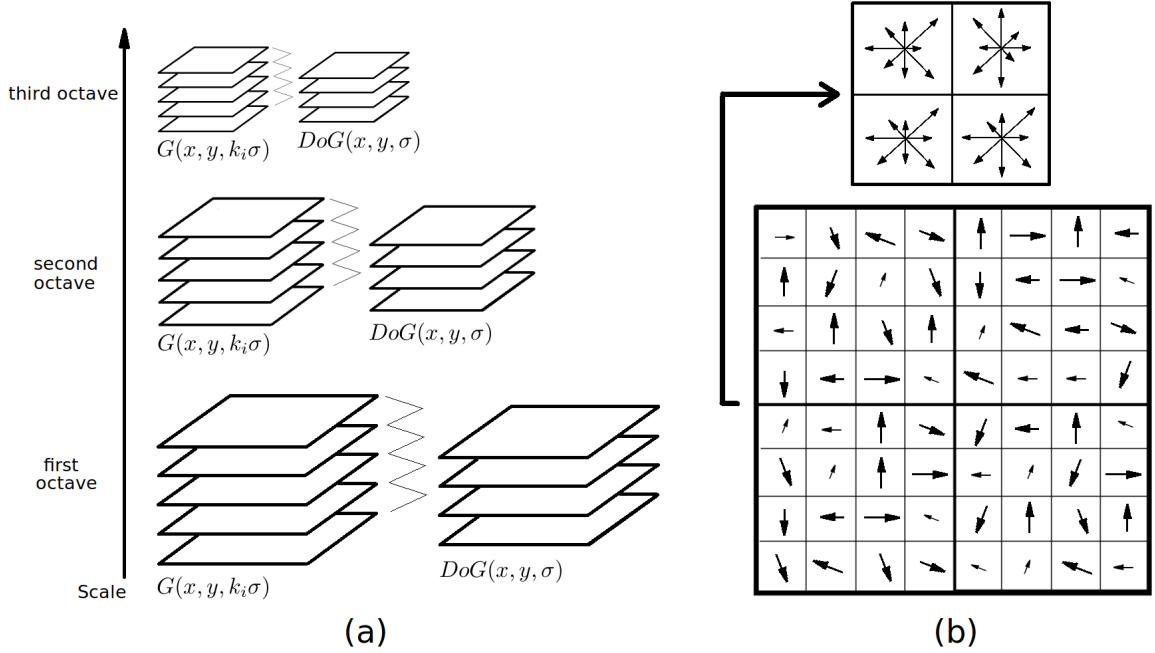 third octave
G(x, y, k_iσ)
DoG(x, y, σ)
second
octave
G(x, y, k_iσ)
DoG(x, y, σ)
first
octave
Scale
G(x, y, k_iσ)
DoG(x, y, σ)
(a)
(b)